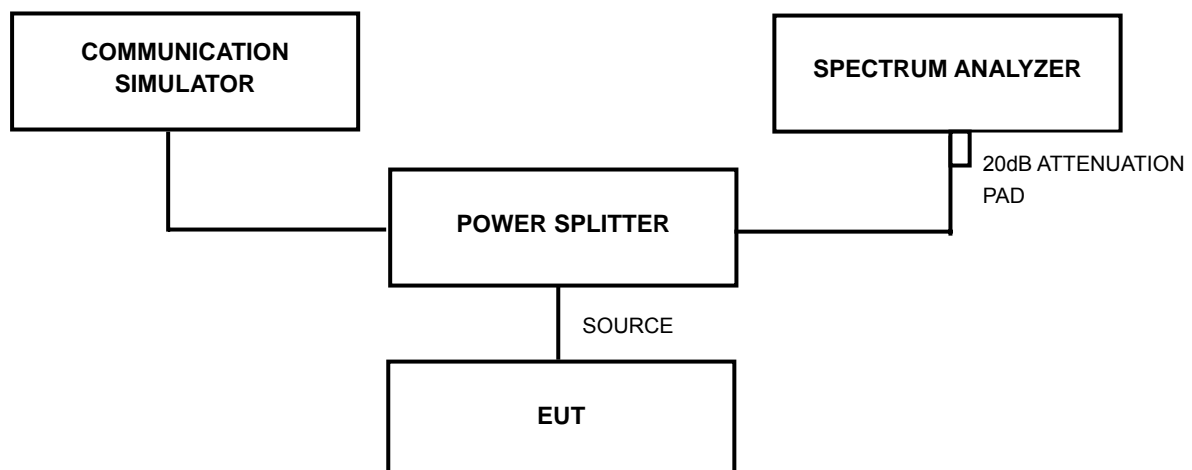 COMMUNICATION
SIMULATOR
SPECTRUM ANALYZER
20dB ATTENUATION
PAD
POWER SPLITTER
SOURCE
EUT